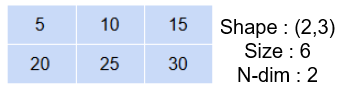 5 10 15
20 25 30
Shape : (2,3)
Size : 6
N-dim : 2